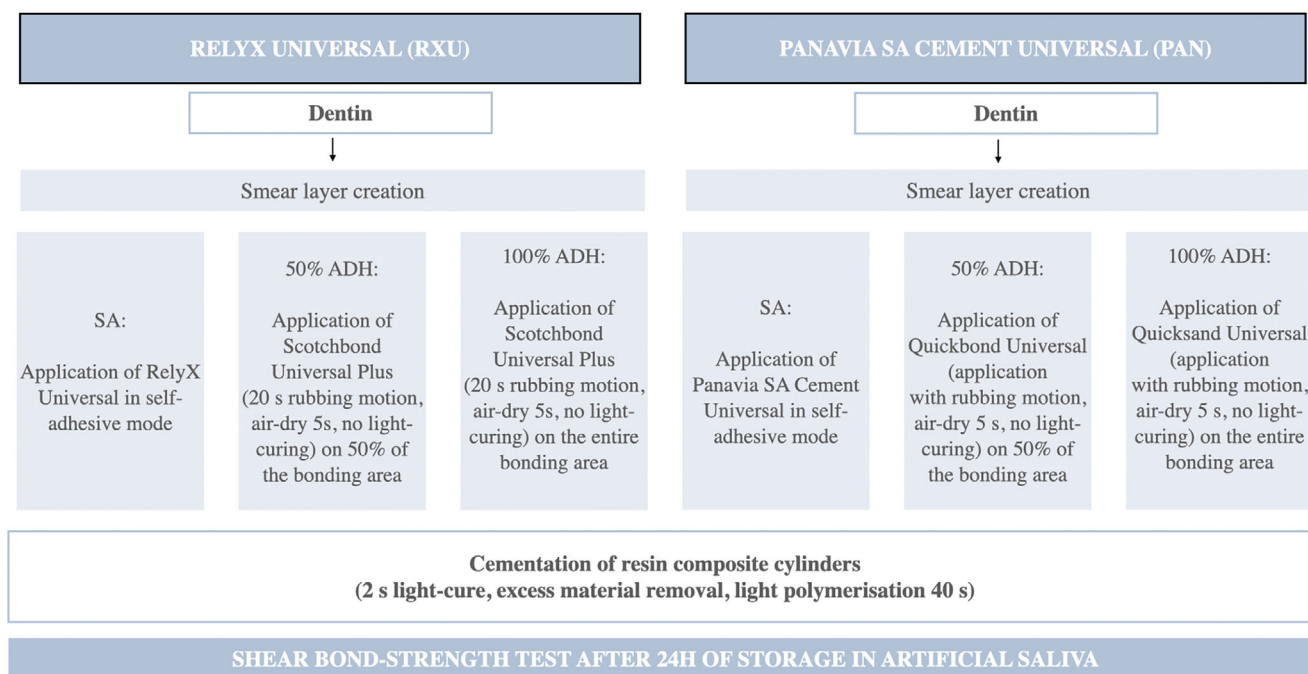 RELYX UNIVERSAL (RXU)
Dentin
Smear layer creation
SA:
Application of RelyX
Universal in self-
adhesive mode
50% ADH:
Application of
Scotchbond
Universal Plus
(20 s rubbing motion,
air-dry 5s, no light-
curing) on 50% of
the bonding area
100% ADH:
Application of
Scotchbond
Universal Plus
(20 s rubbing motion,
air-dry 5s, no light-
curing) on the entire
bonding area
PANAVIA SA CEMENT UNIVERSAL (PAN)
Dentin
Smear layer creation
SA:
Application of
Panavia SA Cement
Universal in self-
adhesive mode
50% ADH:
Application of
Quickbond Universal
(application
with rubbing motion,
air-dry 5 s, no light-
curing) on 50% of
the bonding area
100% ADH:
Application of
Quicksand Universal
(application
with rubbing motion,
air-dry 5 s, no light-
curing) on the entire
bonding area
Cementation of resin composite cylinders
(2 s light-cure, excess material removal, light polymerisation 40 s)
SHEAR BOND-STRENGTH TEST AFTER 24H OF STORAGE IN ARTIFICIAL SALIVA